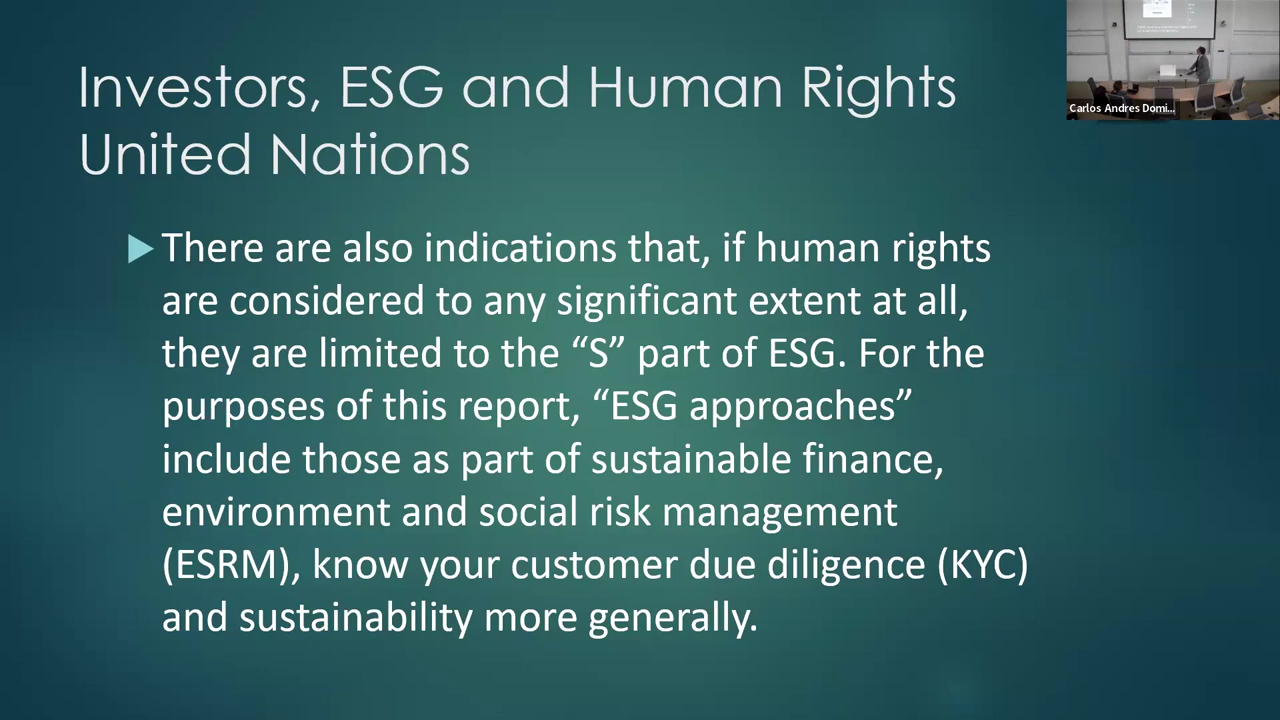 Investors, ESG and Human Rights
United Nations
There are also indications that, if human rights
are considered to any significant extent at all,
they are limited to the “S” part of ESG. For the
purposes of this report, “ESG approaches”
include those as part of sustainable finance,
environment and social risk management
(ESRM), know your customer due diligence (KYC)
and sustainability more generally.
Carlos Andres Domi...